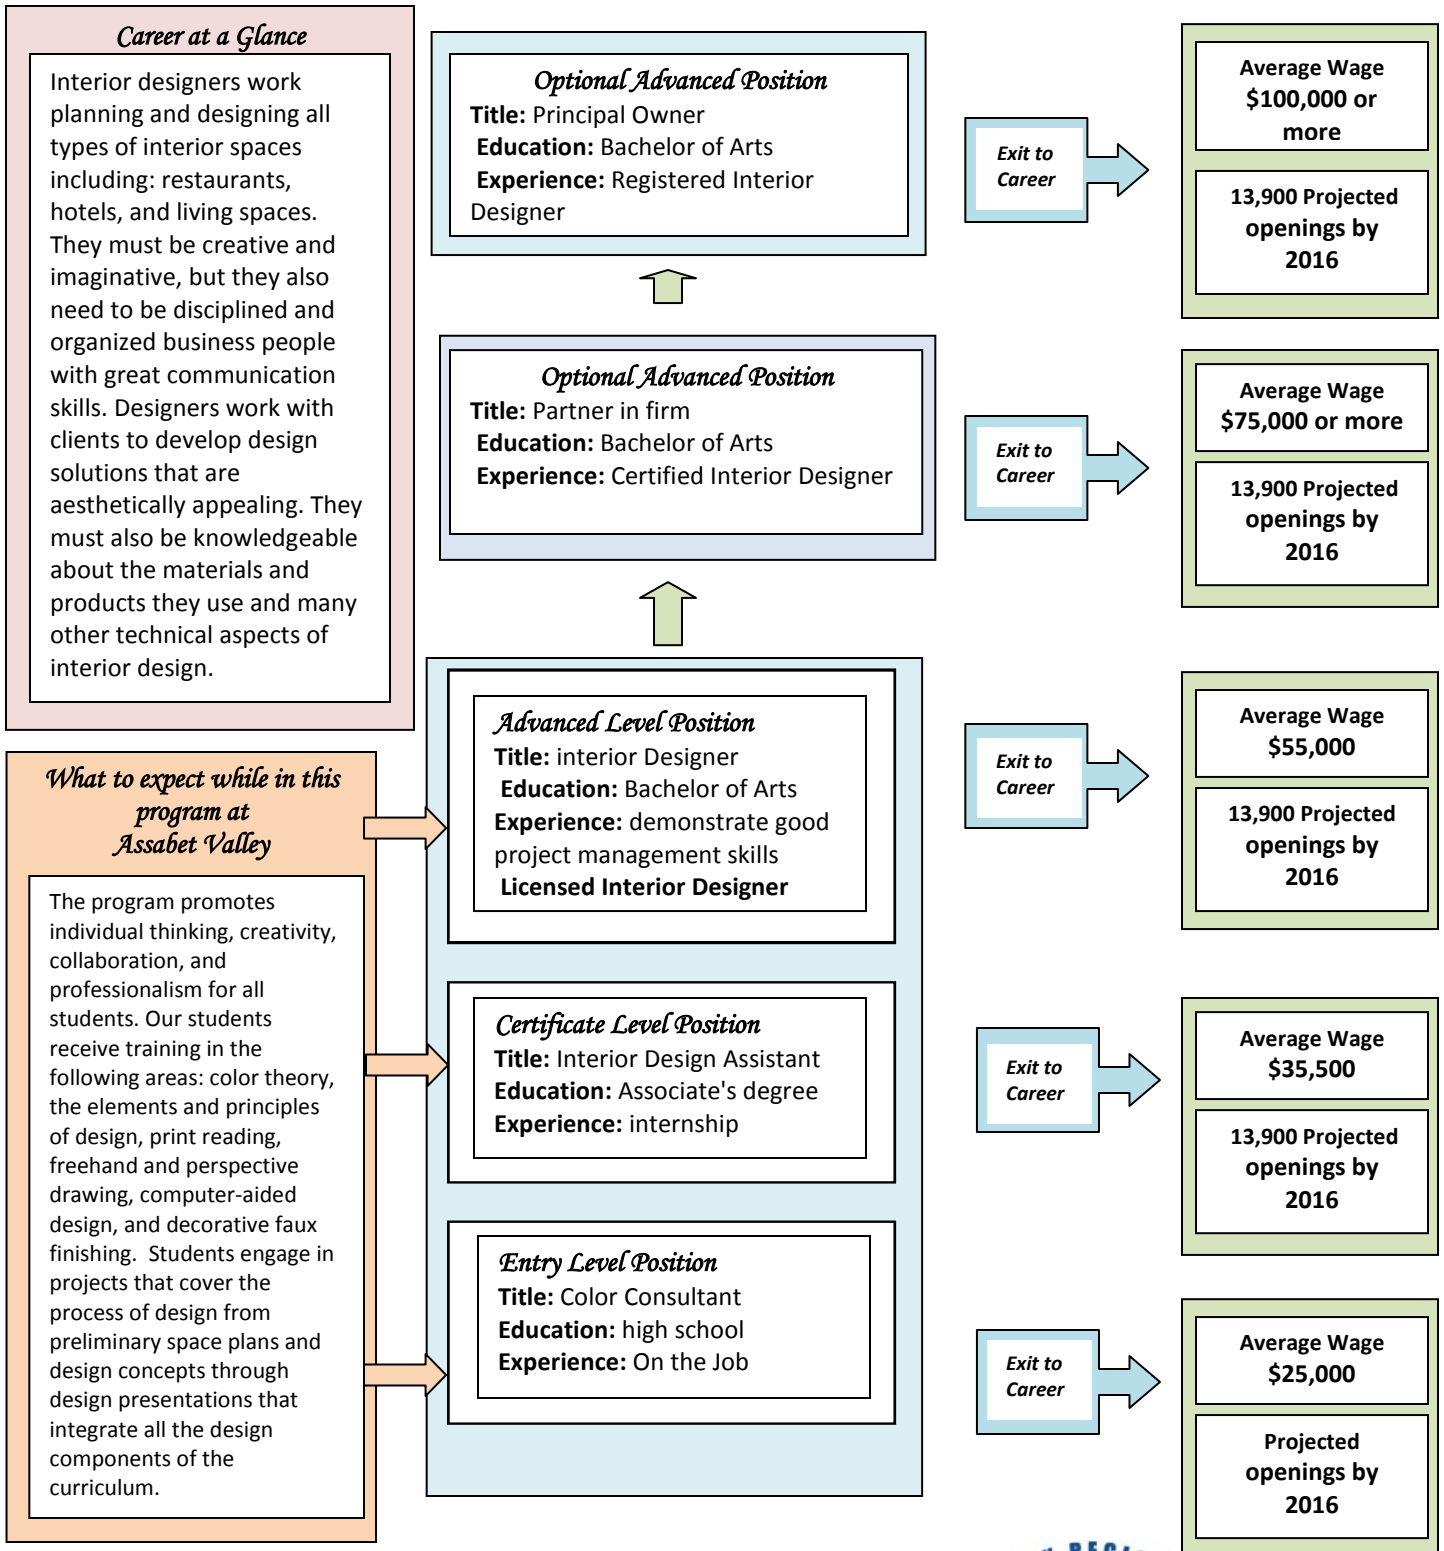 Career at a Glance
Interior designers work
planning and designing all
types of interior spaces
including: restaurants,
hotels, and living spaces.
They must be creative and
imaginative, but they also
need to be disciplined and
organized business people
with great communication
skills. Designers work with
clients to develop design
solutions that are
aesthetically appealing. They
must also be knowledgeable
about the materials and
products they use and many
other technical aspects of
interior design.
What to expect while in this
program at
Assabet Valley
The program promotes
individual thinking, creativity,
collaboration, and
professionalism for all
students. Our students
receive training in the
following areas: color theory,
the elements and principles
of design, print reading,
freehand and perspective
drawing, computer-aided
design, and decorative faux
finishing. Students engage in
projects that cover the
process of design from
preliminary space plans and
design concepts through
design presentations that
integrate all the design
components of the
curriculum.
Optional Advanced Position
Title: Principal Owner
Education: Bachelor of Arts
Experience: Registered Interior
Designer
Exit to
Career
Average Wage
$100,000 or
more
13,900 Projected
openings by
2016
Optional Advanced Position
Title: Partner in firm
Education: Bachelor of Arts
Experience: Certified Interior Designer
Exit to
Career
Average Wage
$75,000 or more
13,900 Projected
openings by
2016
Advanced Level Position
Title: interior Designer
Education: Bachelor of Arts
Experience: demonstrate good
project management skills
Licensed Interior Designer
Exit to
Career
Average Wage
$55,000
13,900 Projected
openings by
2016
Certificate Level Position
Title: Interior Design Assistant
Education: Associate's degree
Experience: internship
Exit to
Career
Average Wage
$35,500
13,900 Projected
openings by
2016
Entry Level Position
Title: Color Consultant
Education: high school
Experience: On the Job
Exit to
Career
Average Wage
$25,000
Projected
openings by
2016